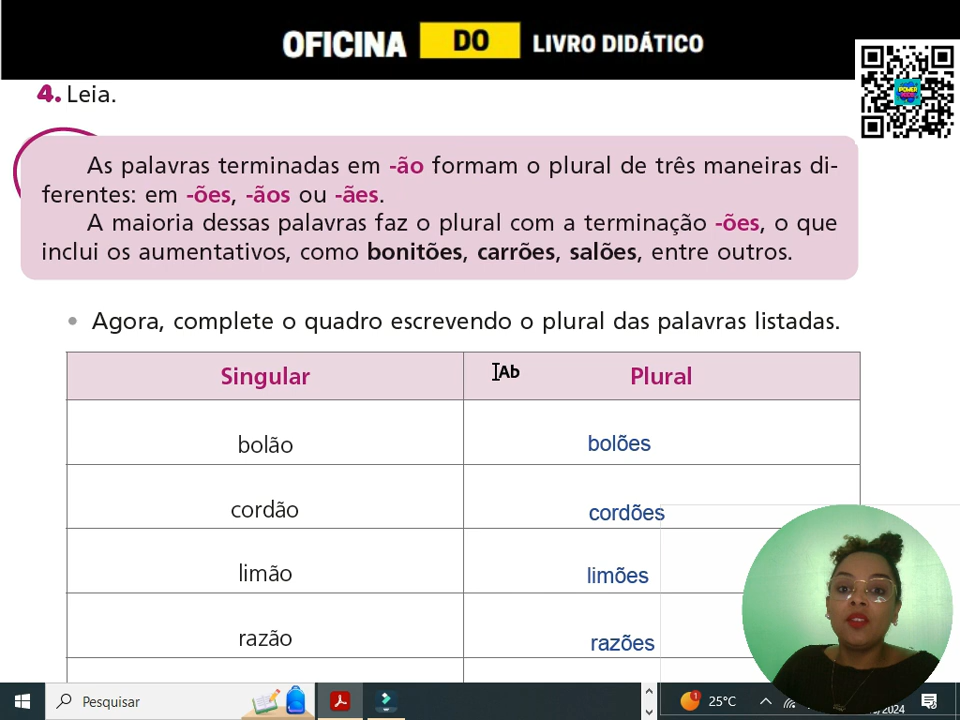 OFICINA DO LIVRO DIDÁTICO
4. Leia.
As palavras terminadas em -ão formam o plural de três maneiras di-
ferentes: em -ões, -ãos ou -ães.
A maioria dessas palavras faz o plural com a terminação -ões, o que
inclui os aumentativos, como bonitões, carrões, salões, entre outros.
• Agora, complete o quadro escrevendo o plural das palavras listadas.
Singular Plural
Ab
bolão bolões
cordão cordões
limão limões
razão razões
Pesquisar
1
25°C
/2024